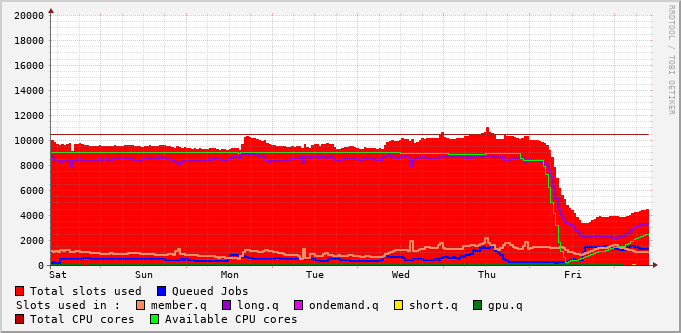 20000
18000
16000
14000
12000
10000
8000
6000
4000
2000
0
Sat Sun Mon Tue Wed Thu Fri
Total slots used Queued Jobs
Slots used in : member.q long.q ondemand.q short.q gpu.q
Total CPU cores Available CPU cores
RRDTOOL / TOBI OETIKER